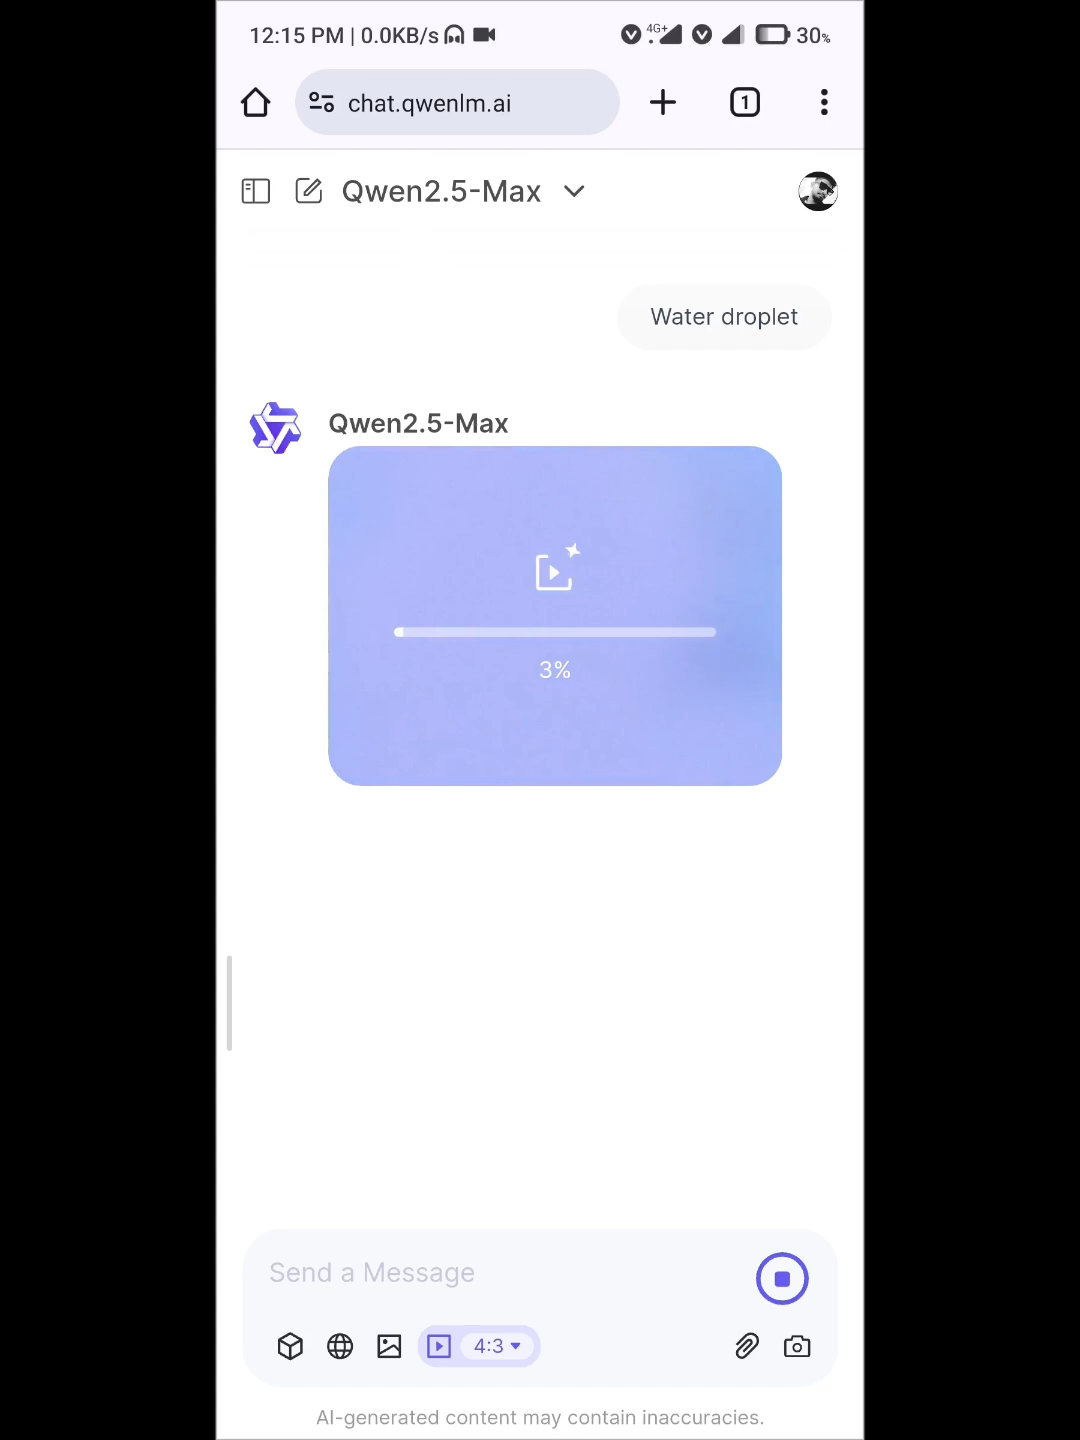 12:15 PM | 0.0KB/s 4G+ 30%
chat.qwenlm.ai 1
Qwen2.5-Max
Water droplet
Qwen2.5-Max
3%
Send a Message
4:3
AI-generated content may contain inaccuracies.